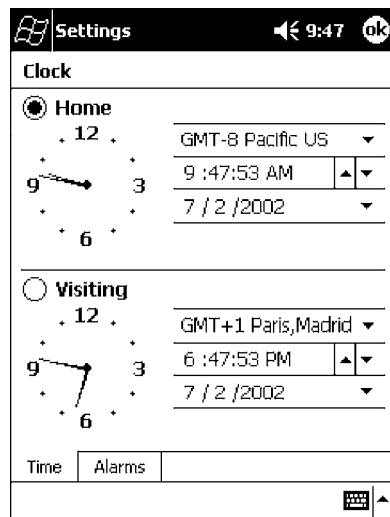 Settings 9:47 ok
Clock
Home
12
9 3
6
GMT-8 Pacific US
9 :47:53 AM
7 / 2 /2002
Visiting
12
9 3
6
GMT+1 Paris,Madrid
6 :47:53 PM
7 / 2 /2002
Time Alarms